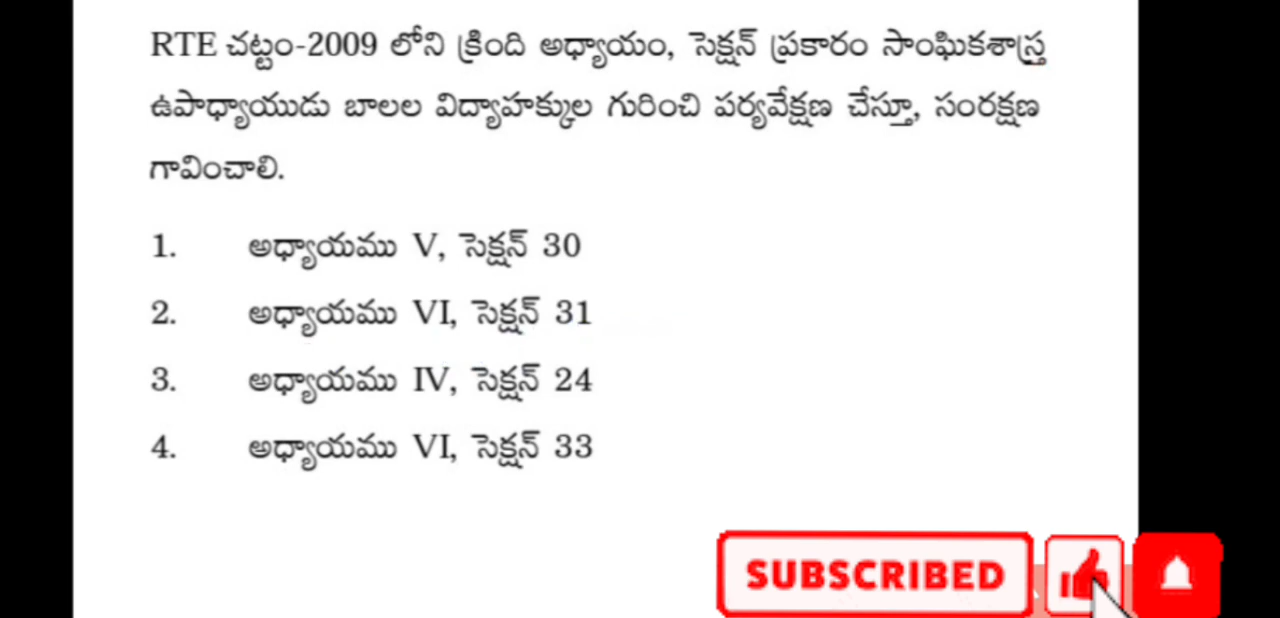 RTE చట్టం-2009 లోని క్రింది అధ్యాయం, సెక్షన్ ప్రకారం సాంఘికశాస్త్ర
ఉపాధ్యాయుడు బాలల విద్యాహక్కుల గురించి పర్యవేక్షణ చేస్తూ, సంరక్షణ
గావించాలి.
1. అధ్యాయము V, సెక్షన్ 30
2. అధ్యాయము VI, సెక్షన్ 31
3. అధ్యాయము IV, సెక్షన్ 24
4. అధ్యాయము VI, సెక్షన్ 33
SUBSCRIBED